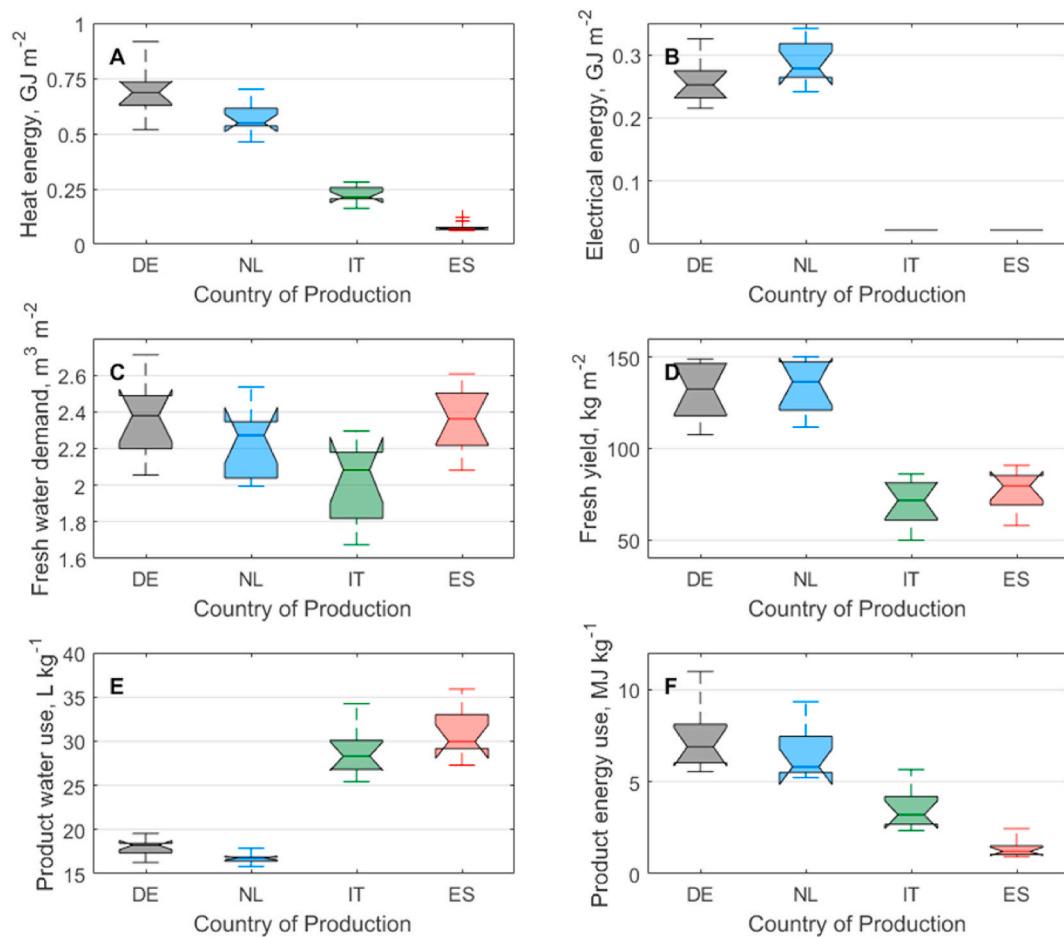 A
Heat energy, GJ m⁻²
1
0.75
0.5
0.25
0
DE NL IT ES
Country of Production
B
Electrical energy, GJ m⁻²
0.3
0.2
0.1
0
DE NL IT ES
Country of Production
C
Fresh water demand, m³ m⁻²
2.6
2.4
2.2
2
1.8
1.6
DE NL IT ES
Country of Production
D
Fresh yield, kg m⁻²
150
100
50
DE NL IT ES
Country of Production
E
Product water use, L kg⁻¹
40
35
30
25
20
15
DE NL IT ES
Country of Production
F
Product energy use, MJ kg⁻¹
10
5
0
DE NL IT ES
Country of Production